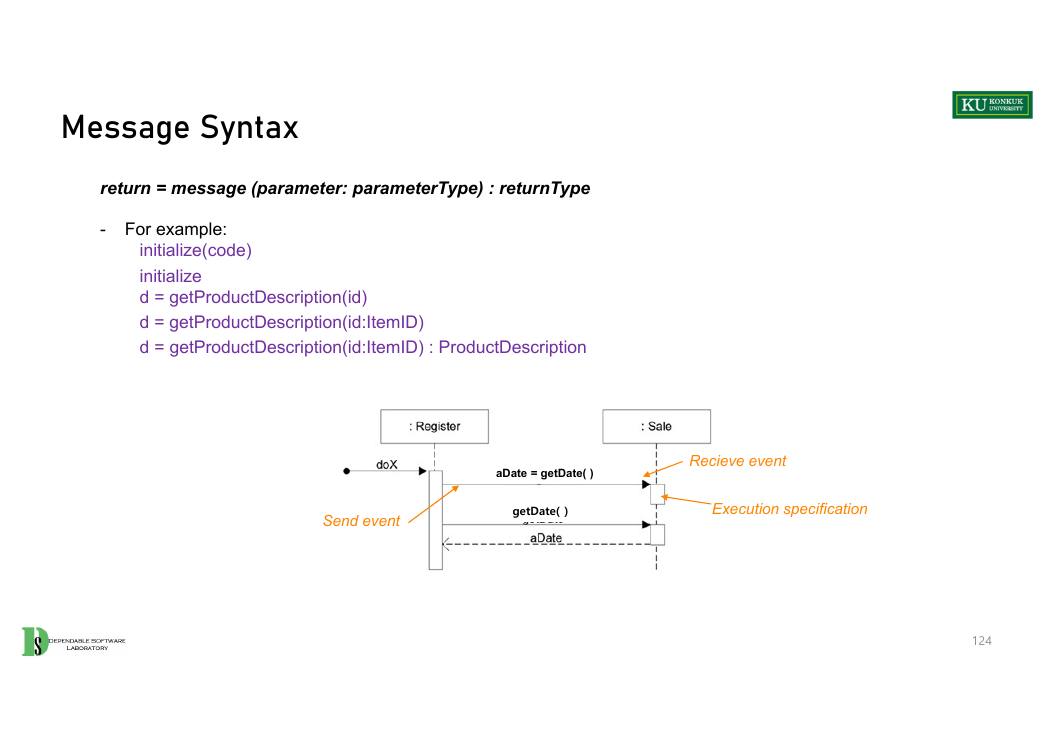 KU KONKUK UNIVERSITY
Message Syntax
return = message (parameter: parameterType) : returnType
- For example:
initialize(code)
initialize
d = getProductDescription(id)
d = getProductDescription(id:ItemID)
d = getProductDescription(id:ItemID) : ProductDescription
: Register
: Sale
doX
aDate = getDate( )
Recieve event
Execution specification
getDate( )
Send event
aDate
DEPENDABLE SOFTWARE
LABORATORY
124